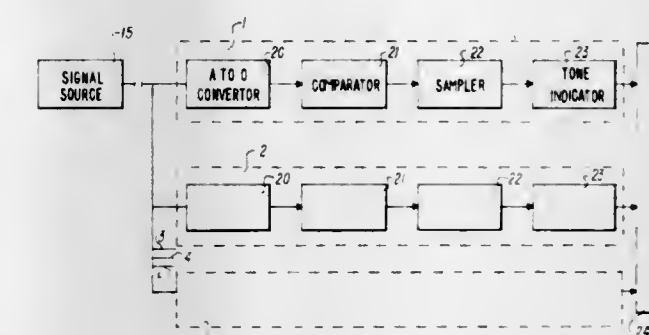 15
1
20
21
22
23
SIGNAL
SOURCE
A TO D
CONVERTOR
COMPARATOR
SAMPLER
TONE
INDICATOR
2
20
21
22
23
3
4